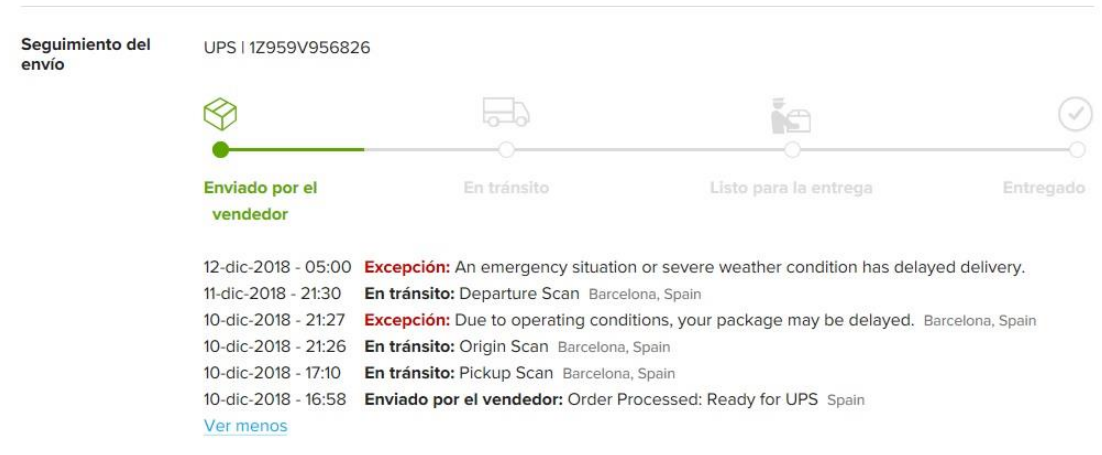 Seguimiento del envío
UPS | 1Z959V956826
Enviado por el vendedor
En tránsito
Listo para la entrega
Entregado
12-dic-2018 - 05:00 Excepción: An emergency situation or severe weather condition has delayed delivery.
11-dic-2018 - 21:30 En tránsito: Departure Scan Barcelona, Spain
10-dic-2018 - 21:27 Excepción: Due to operating conditions, your package may be delayed. Barcelona, Spain
10-dic-2018 - 21:26 En tránsito: Origin Scan Barcelona, Spain
10-dic-2018 - 17:10 En tránsito: Pickup Scan Barcelona, Spain
10-dic-2018 - 16:58 Enviado por el vendedor: Order Processed: Ready for UPS Spain
Ver menos